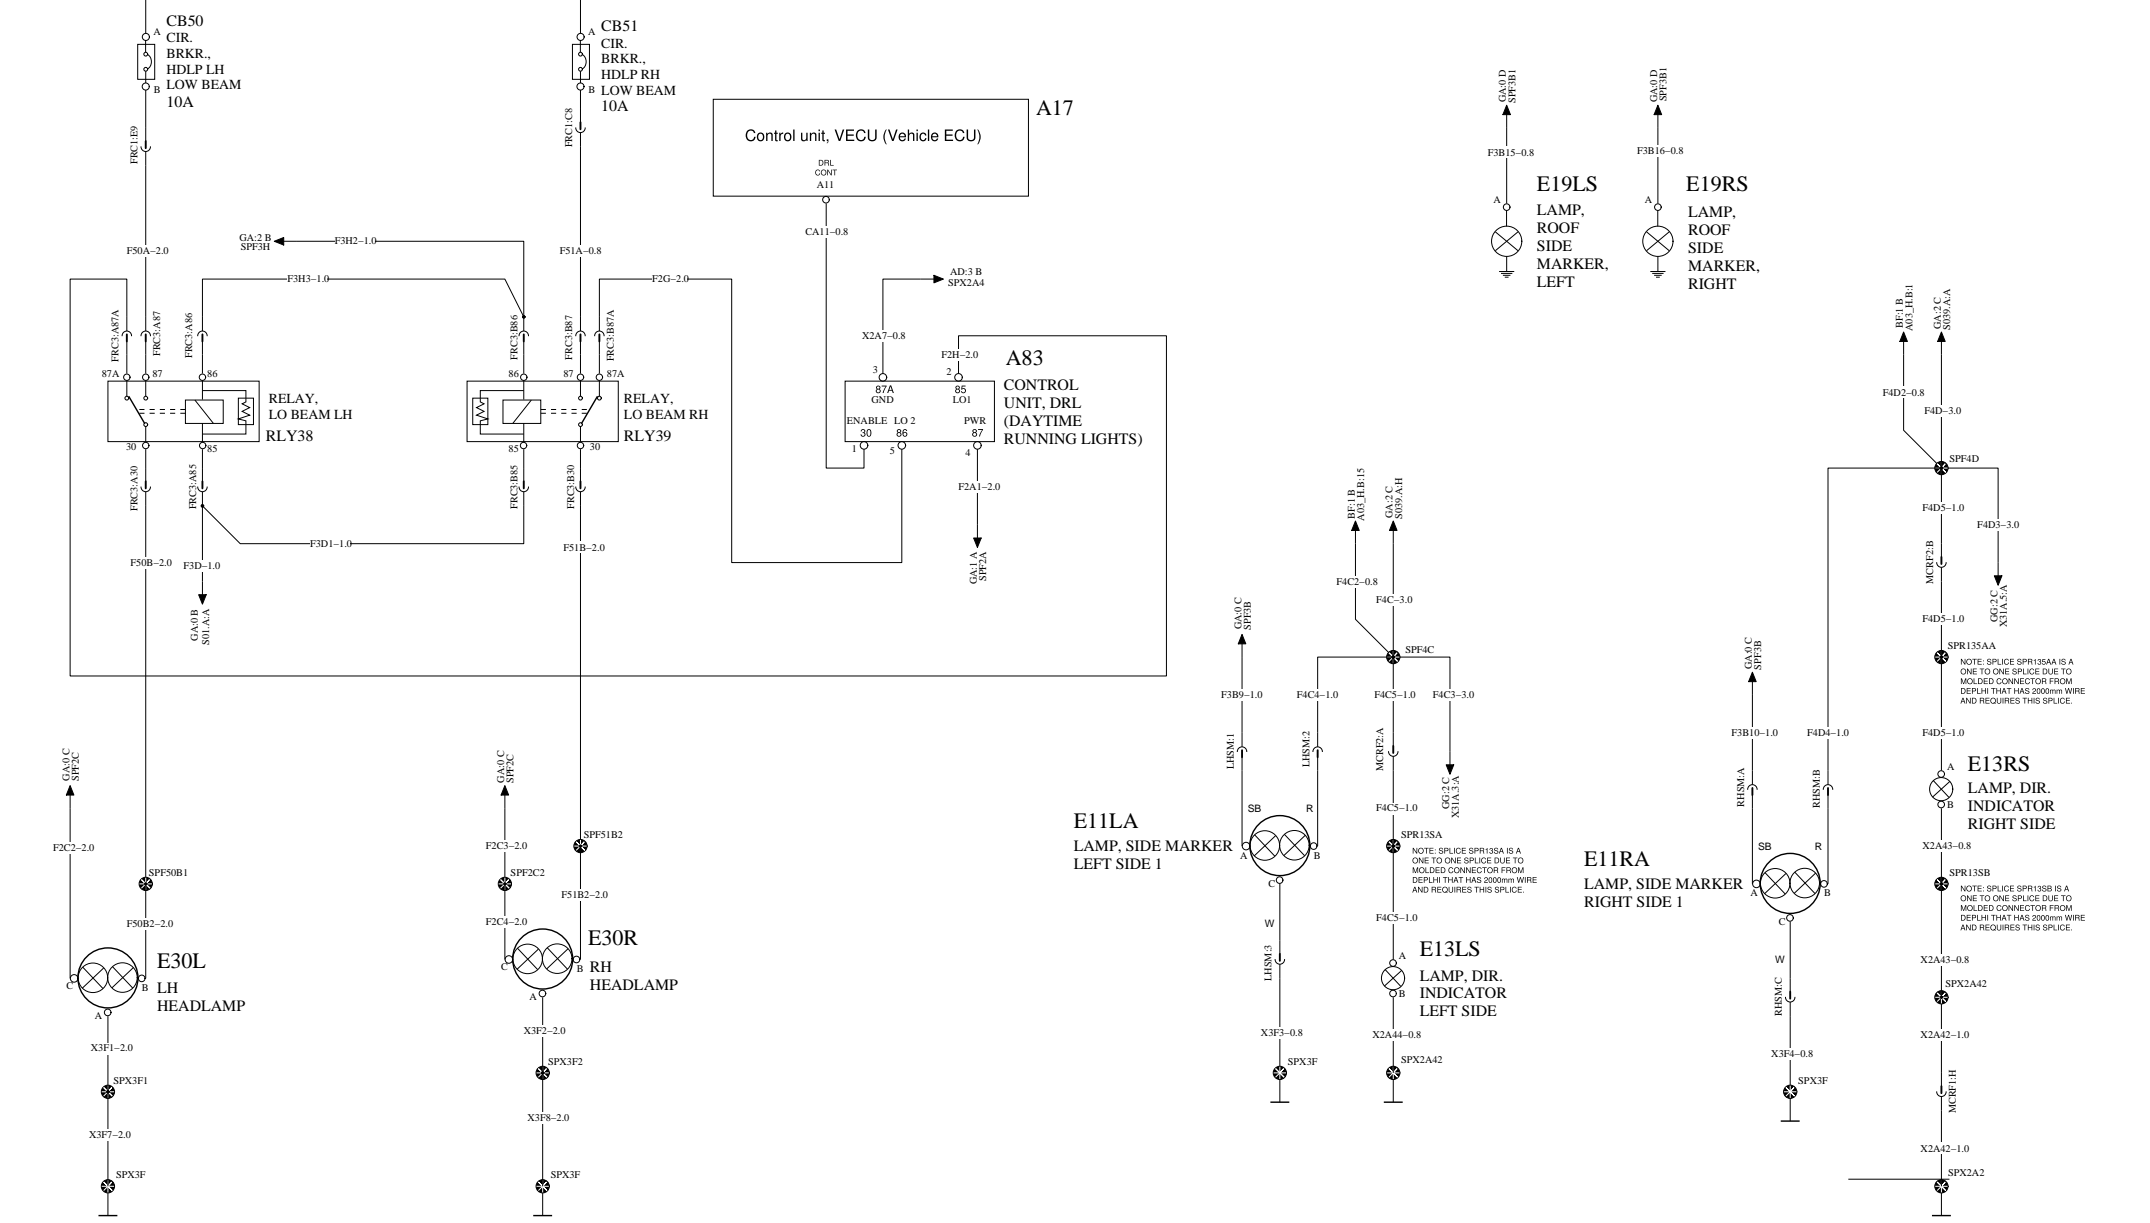 CB50
A
CIR.
BRKR.,
HDLP LH
LOW BEAM
B
10A
FRC1:E9
CB51
A
CIR.
BRKR.,
HDLP RH
LOW BEAM
B
10A
FRC1:C8
A17
Control unit, VECU (Vehicle ECU)
DRL
CONT
A11
CA11–0.8
GA:2 B
SPF3H
F3H2–1.0
F50A–2.0
F51A–0.8
F3H3–1.0
F2G–2.0
AD:3 B
SPX2A4
X2A7–0.8
F2H–2.0
FRC3:A87A
FRC3:A87
FRC3:A86
FRC3:B86
FRC3:B87
FRC3:B87A
87A
87
86
RELAY,
LO BEAM LH
RLY38
30
85
86
87
87A
RELAY,
LO BEAM RH
RLY39
85
30
3
2
87A
GND
85
LO1
ENABLE
LO 2
PWR
30
86
87
1
5
4
A83
CONTROL
UNIT, DRL
(DAYTIME
RUNNING LIGHTS)
FRC3:A30
FRC3:A85
FRC3:B85
FRC3:B30
F2A1–2.0
GA:1 A
SPF2A
F3D1–1.0
F50B–2.0
F3D–1.0
F51B–2.0
GA:0 B
S01.A:A
GA:0 C
SPF2C
F2C2–2.0
SPF50B1
F50B2–2.0
C
B
A
E30L
LH
HEADLAMP
X3F1–2.0
SPX3F1
X3F7–2.0
SPX3F
GA:0 C
SPF2C
F2C3–2.0
SPF2C2
F2C4–2.0
SPF51B2
F51B2–2.0
C
B
A
E30R
RH
HEADLAMP
X3F2–2.0
SPX3F2
X3F8–2.0
SPX3F
GA:0 D
SPF3B1
F3B15–0.8
A
E19LS
LAMP,
ROOF
SIDE
MARKER,
LEFT
GA:0 D
SPF3B1
F3B16–0.8
A
E19RS
LAMP,
ROOF
SIDE
MARKER,
RIGHT
BF:1 B
A03_H.B:15
GA:2 C
S039.A:H
F4C2–0.8
F4C–3.0
SPF4C
GA:0 C
SPF3B
F3B9–1.0
F4C4–1.0
F4C5–1.0
F4C3–3.0
LHSM:1
LHSM:2
MCRF2:A
GG:2 C
X31A.3:A
F4C5–1.0
SPR13SA
NOTE: SPLICE SPR13SA IS A
ONE TO ONE SPLICE DUE TO
MOLDED CONNECTOR FROM
DEPLHI THAT HAS 2000mm WIRE
AND REQUIRES THIS SPLICE.
F4C5–1.0
E11LA
LAMP, SIDE MARKER
LEFT SIDE 1
SB
R
A
B
C
W
LHSM:3
X3F3–0.8
SPX3F
A
B
E13LS
LAMP, DIR.
INDICATOR
LEFT SIDE
X2A44–0.8
SPX2A42
BF:1 B
A03_H.B:1
GA:2 C
S039.A:A
F4D2–0.8
F4D–3.0
SPF4D
F4D5–1.0
F4D3–3.0
MCRF2:B
GG:2 C
X31A.5:A
F4D5–1.0
SPR135AA
NOTE: SPLICE SPR135AA IS A
ONE TO ONE SPLICE DUE TO
MOLDED CONNECTOR FROM
DEPLHI THAT HAS 2000mm WIRE
AND REQUIRES THIS SPLICE.
F4D5–1.0
GA:0 C
SPF3B
F3B10–1.0
F4D4–1.0
RHSM:A
RHSM:B
E11RA
LAMP, SIDE MARKER
RIGHT SIDE 1
SB
R
A
B
C
W
RHSM:C
X3F4–0.8
SPX3F
A
B
E13RS
LAMP, DIR.
INDICATOR
RIGHT SIDE
X2A43–0.8
SPR13SB
NOTE: SPLICE SPR13SB IS A
ONE TO ONE SPLICE DUE TO
MOLDED CONNECTOR FROM
DEPLHI THAT HAS 2000mm WIRE
AND REQUIRES THIS SPLICE.
X2A43–0.8
SPX2A42
X2A42–1.0
MCRF1:H
X2A42–1.0
SPX2A2